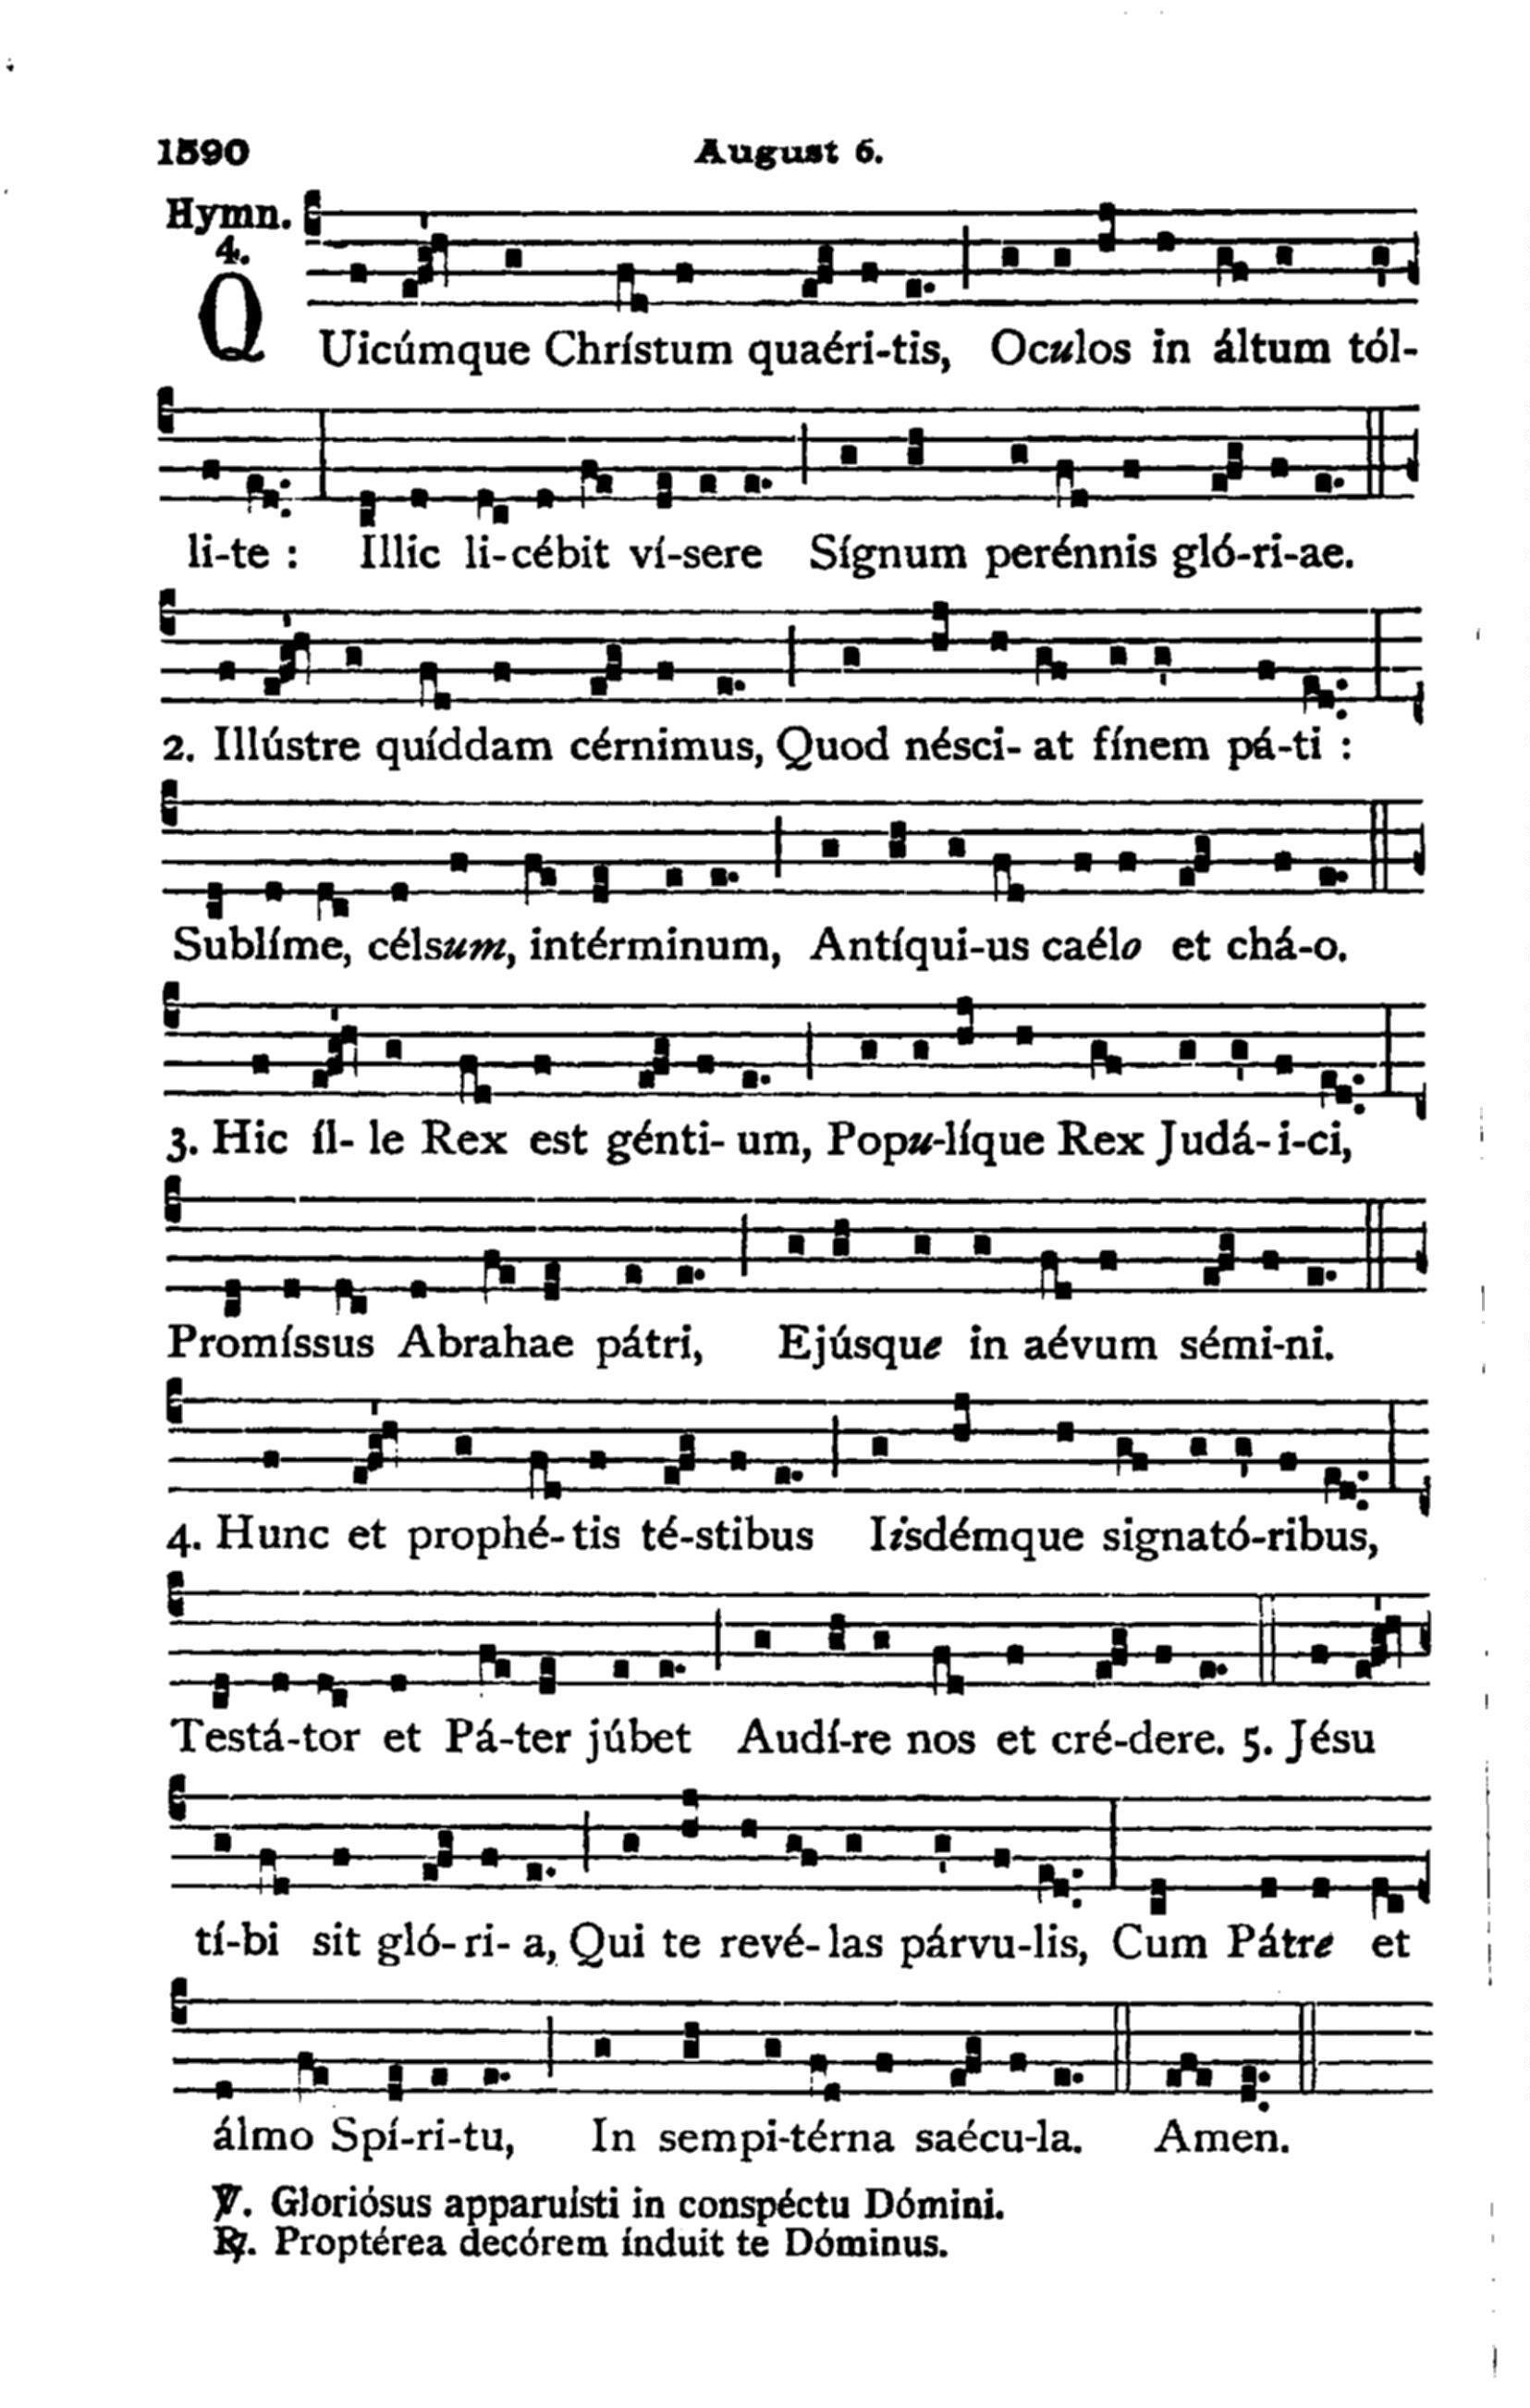 1590 August 6.
Hymn.
4.
QUicúmque Chrístum quaéri-tis, Oculos in áltum tól-
li-te : Illic li-cébit ví-sere Sígnum perénnis gló-ri-ae.
2. Illústre quíddam cérnimus, Quod nésci- at fínem pá-ti :
Sublíme, célsum, intérminum, Antíqui-us caélo et chá-o.
3. Hic íl- le Rex est génti- um, Popu-líque Rex Judá- i-ci,
Promíssus Abrahae pátri, Ejúsque in aévum sémi-ni.
4. Hunc et prophé- tis té-stibus Iisdémque signató-ribus,
Testá-tor et Pá-ter júbet Audí-re nos et cré-dere. 5. Jésu
tí-bi sit gló- ri- a, Qui te revé- las párvu-lis, Cum Pátre et
álmo Spí-ri-tu, In sempi-térna saécu-la. Amen.
℣. Gloriósus apparuísti in conspéctu Dómini.
℟. Proptérea decórem índuit te Dóminus.